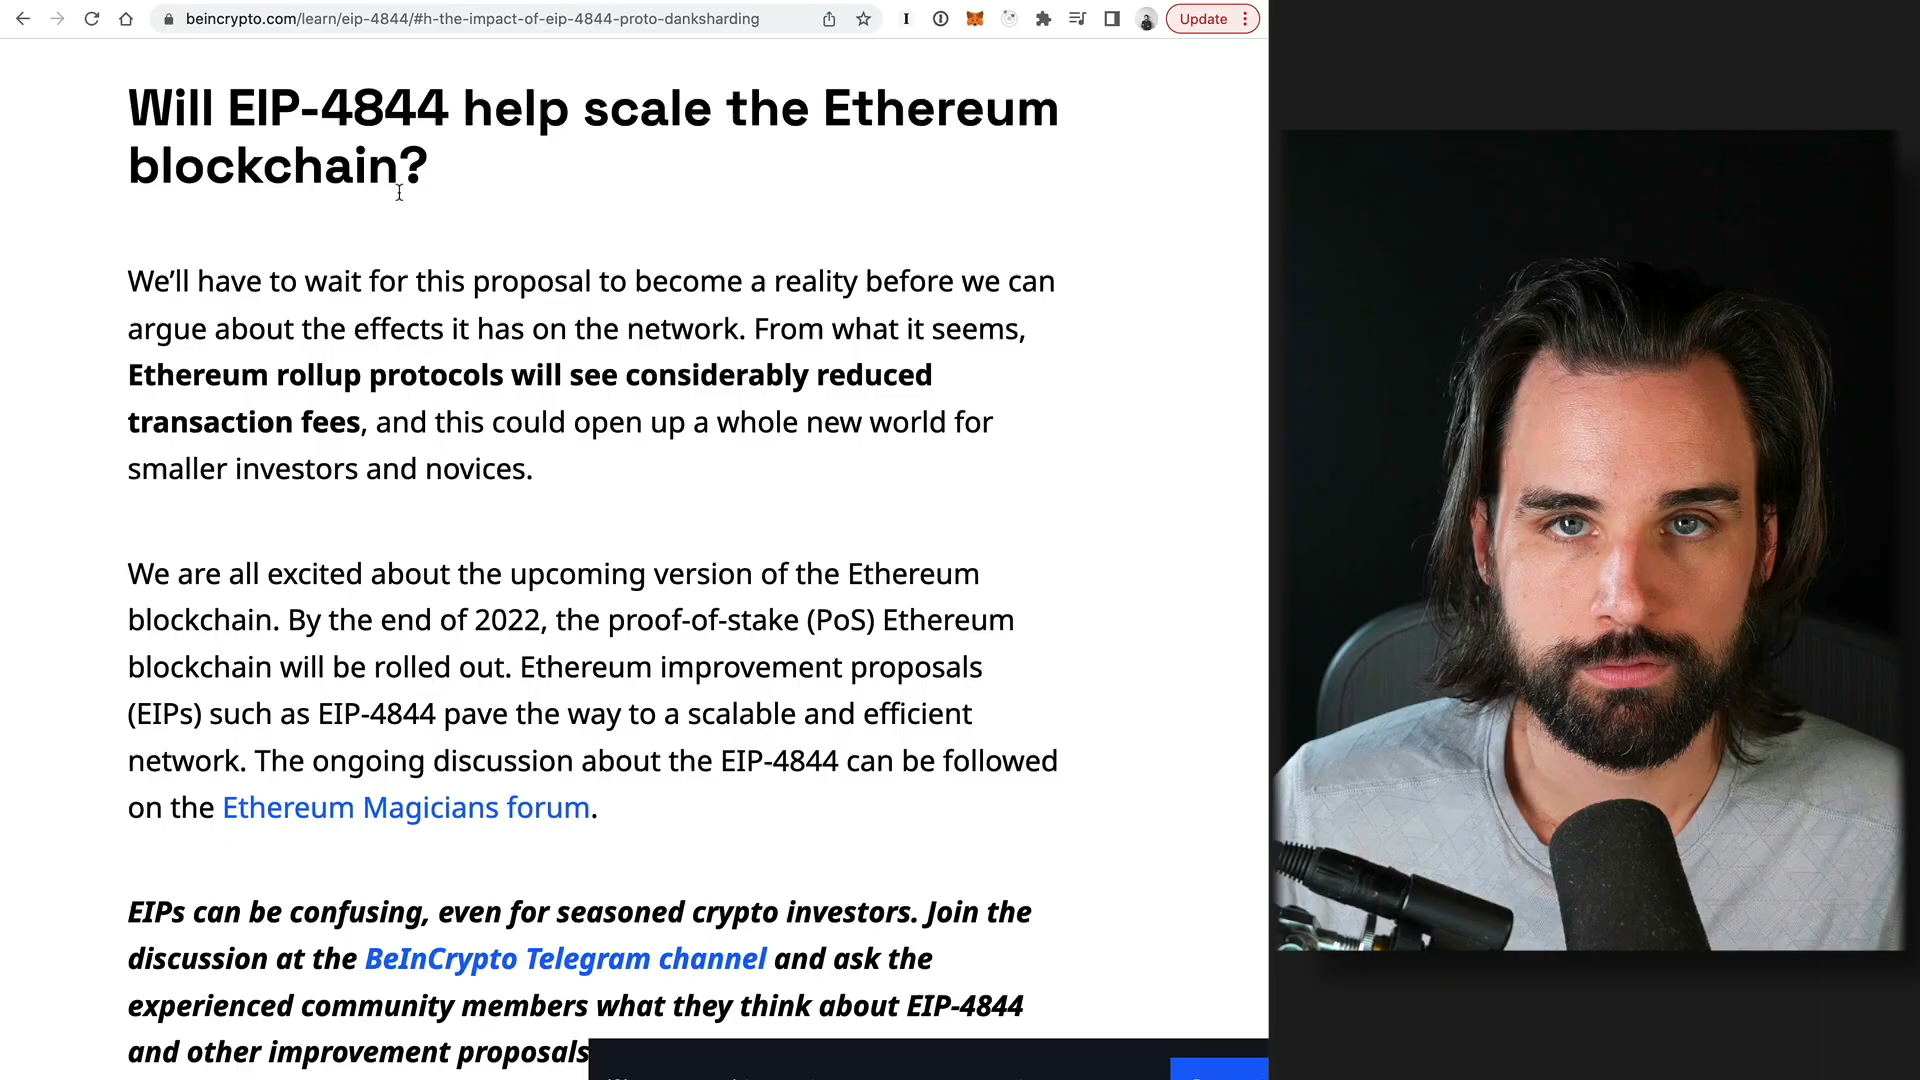 beincrypto.com/learn/eip-4844/#h-the-impact-of-eip-4844-proto-danksharding
Update
Will EIP-4844 help scale the Ethereum
blockchain?
We’ll have to wait for this proposal to become a reality before we can
argue about the effects it has on the network. From what it seems,
Ethereum rollup protocols will see considerably reduced
transaction fees, and this could open up a whole new world for
smaller investors and novices.
We are all excited about the upcoming version of the Ethereum
blockchain. By the end of 2022, the proof-of-stake (PoS) Ethereum
blockchain will be rolled out. Ethereum improvement proposals
(EIPs) such as EIP-4844 pave the way to a scalable and efficient
network. The ongoing discussion about the EIP-4844 can be followed
on the Ethereum Magicians forum.
EIPs can be confusing, even for seasoned crypto investors. Join the
discussion at the BeInCrypto Telegram channel and ask the
experienced community members what they think about EIP-4844
and other improvement proposals